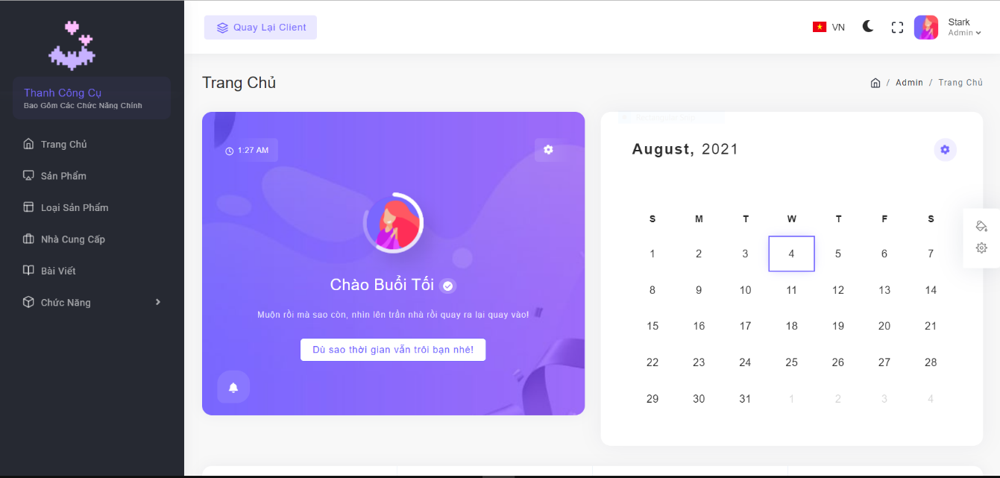 Quay Lại Client
VN
Stark
Admin
Thanh Công Cụ
Bao Gồm Các Chức Năng Chính
Trang Chủ
Sản Phẩm
Loại Sản Phẩm
Nhà Cung Cấp
Bài Viết
Chức Năng
Trang Chủ
/ Admin / Trang Chủ
1:27 AM
Chào Buổi Tối
Muộn rồi mà sao còn, nhìn lên trần nhà rồi quay ra lại quay vào!
Dù sao thời gian vẫn trôi bạn nhé!
August, 2021
S M T W T F S
1 2 3 4 5 6 7
8 9 10 11 12 13 14
15 16 17 18 19 20 21
22 23 24 25 26 27 28
29 30 31 1 2 3 4